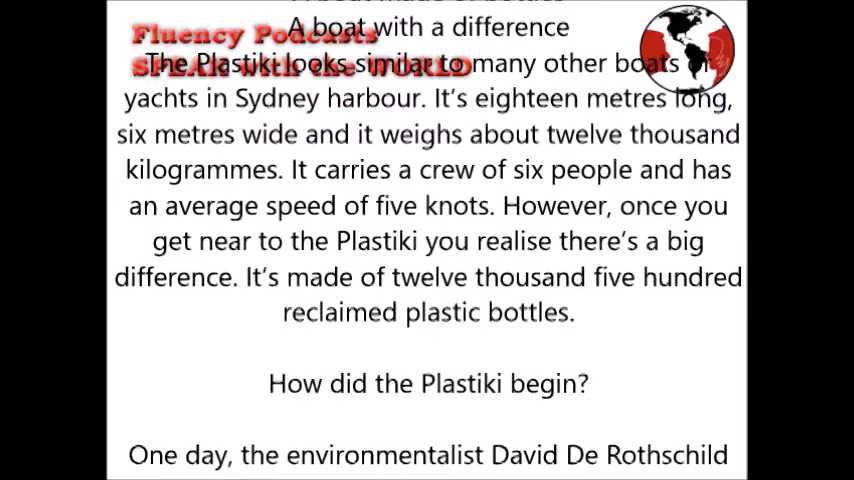 A boat with a difference
Fluency Podcasts
The Plastiki looks similar to many other boats or
SPEAK with the WORLD
yachts in Sydney harbour. It's eighteen metres long,
six metres wide and it weighs about twelve thousand
kilogrammes. It carries a crew of six people and has
an average speed of five knots. However, once you
get near to the Plastiki you realise there's a big
difference. It's made of twelve thousand five hundred
reclaimed plastic bottles.
How did the Plastiki begin?
One day, the environmentalist David De Rothschild